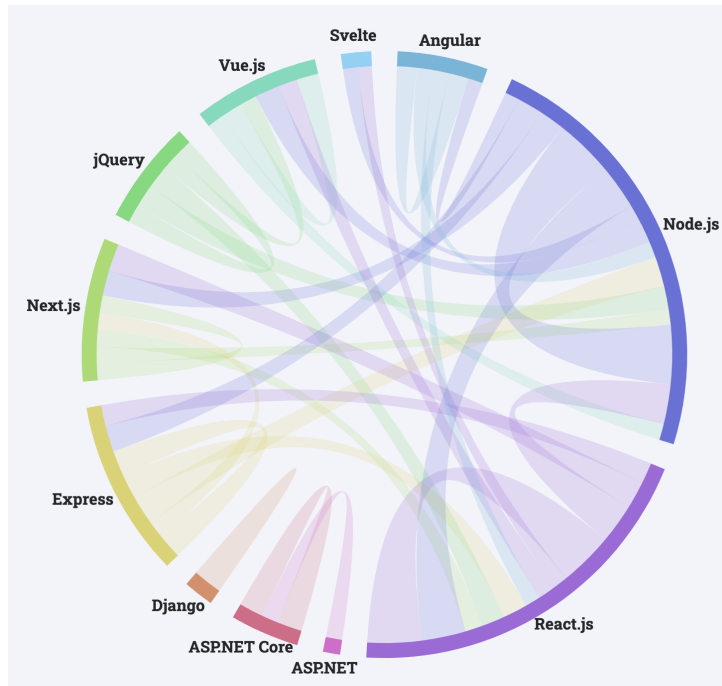 Svelte
Angular
Vue.js
jQuery
Node.js
Next.js
Express
Django
React.js
ASP.NET Core
ASP.NET